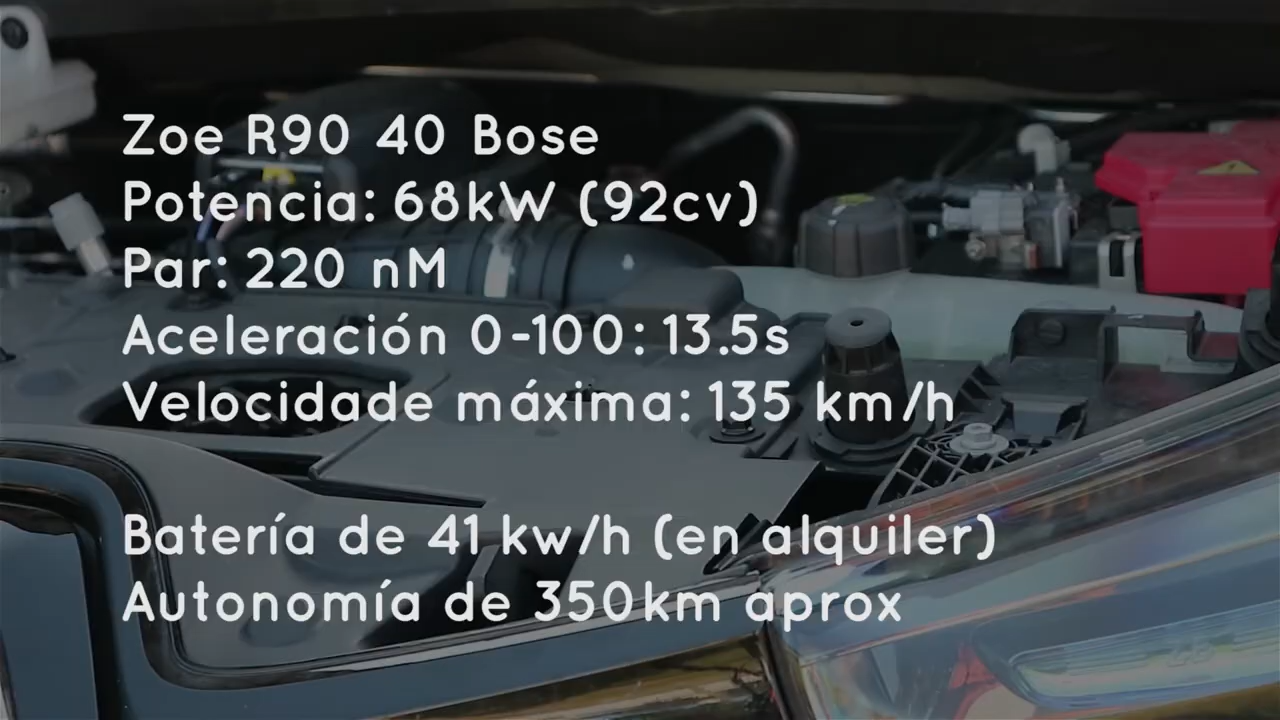 Zoe R90 40 Bose
Potencia: 68kW (92cv)
Par: 220 nM
Aceleración 0-100: 13.5s
Velocidade máxima: 135 km/h
Batería de 41 kw/h (en alquiler)
Autonomía de 350km aprox